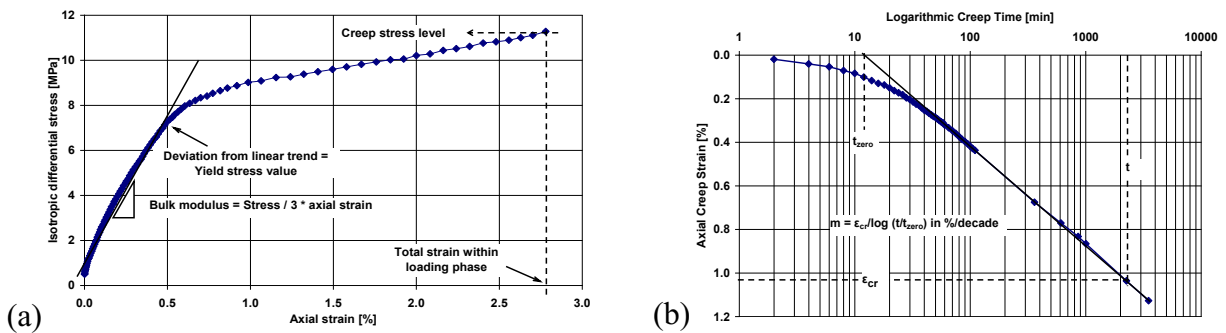 (a)
Isotropic differential stress [MPa]
12
10
8
6
4
2
0
Creep stress level
Deviation from linear trend =
Yield stress value
Bulk modulus = Stress / 3 * axial strain
Total strain within
loading phase
0.0 0.5 1.0 1.5 2.0 2.5 3.0
Axial strain [%]
(b)
Logarithmic Creep Time [min]
1 10 100 1000 10000
Axial Creep Strain [%]
0.0
0.2
0.4
0.6
0.8
1.0
1.2
tzero
t
m = εcr/log (t/tzero) in %/decade
εcr